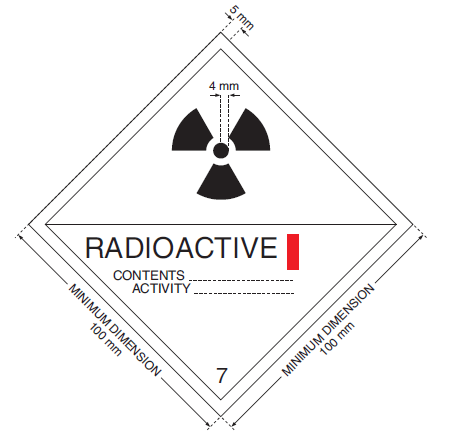 5 mm
4 mm
RADIOACTIVE I
CONTENTS
ACTIVITY
MINIMUM DIMENSION
100 mm
MINIMUM DIMENSION
100 mm
7